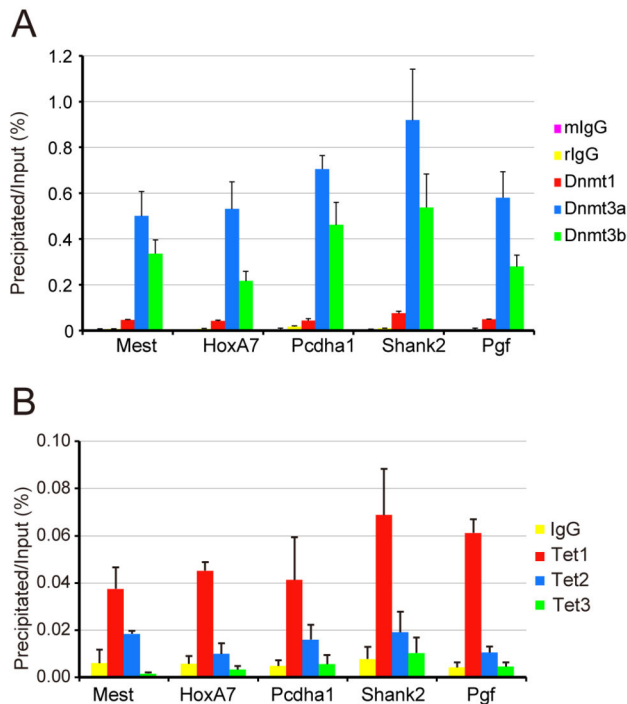 A
Precipitated/Input (%)
1.2
1.0
0.8
0.6
0.4
0.2
0
Mest HoxA7 Pcdha1 Shank2 Pgf
mIgG
rIgG
Dnmt1
Dnmt3a
Dnmt3b
B
Precipitated/Input (%)
0.10
0.08
0.06
0.04
0.02
0.00
Mest HoxA7 Pcdha1 Shank2 Pgf
IgG
Tet1
Tet2
Tet3